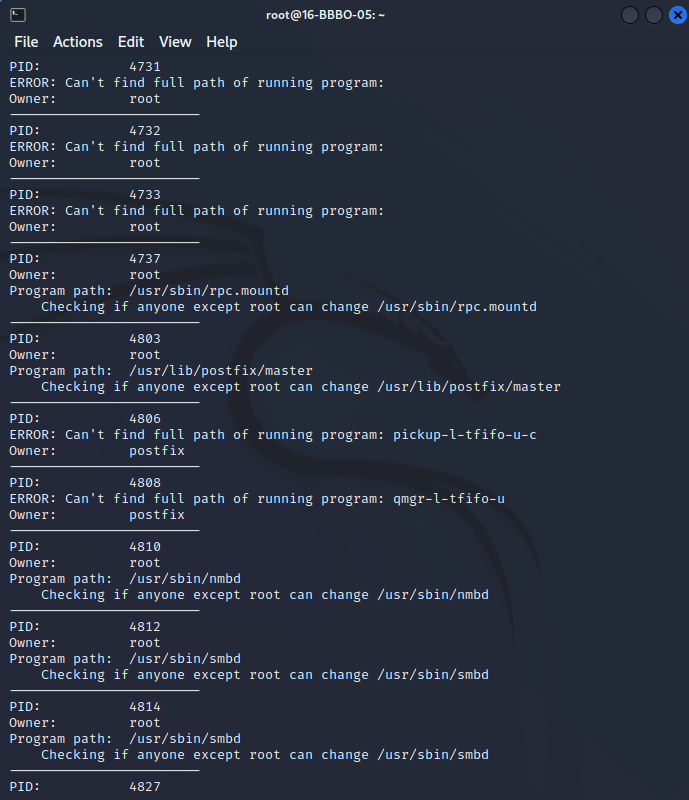 root@16-BBBO-05: ~
File Actions Edit View Help
PID: 4731
ERROR: Can't find full path of running program:
Owner: root
PID: 4732
ERROR: Can't find full path of running program:
Owner: root
PID: 4733
ERROR: Can't find full path of running program:
Owner: root
PID: 4737
Owner: root
Program path: /usr/sbin/rpc.mountd
Checking if anyone except root can change /usr/sbin/rpc.mountd
PID: 4803
Owner: root
Program path: /usr/lib/postfix/master
Checking if anyone except root can change /usr/lib/postfix/master
PID: 4806
ERROR: Can't find full path of running program: pickup-l-tfifo-u-c
Owner: postfix
PID: 4808
ERROR: Can't find full path of running program: qmgr-l-tfifo-u
Owner: postfix
PID: 4810
Owner: root
Program path: /usr/sbin/nmbd
Checking if anyone except root can change /usr/sbin/nmbd
PID: 4812
Owner: root
Program path: /usr/sbin/smbd
Checking if anyone except root can change /usr/sbin/smbd
PID: 4814
Owner: root
Program path: /usr/sbin/smbd
Checking if anyone except root can change /usr/sbin/smbd
PID: 4827